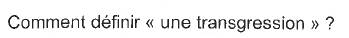 Comment définir « une transgression » ?